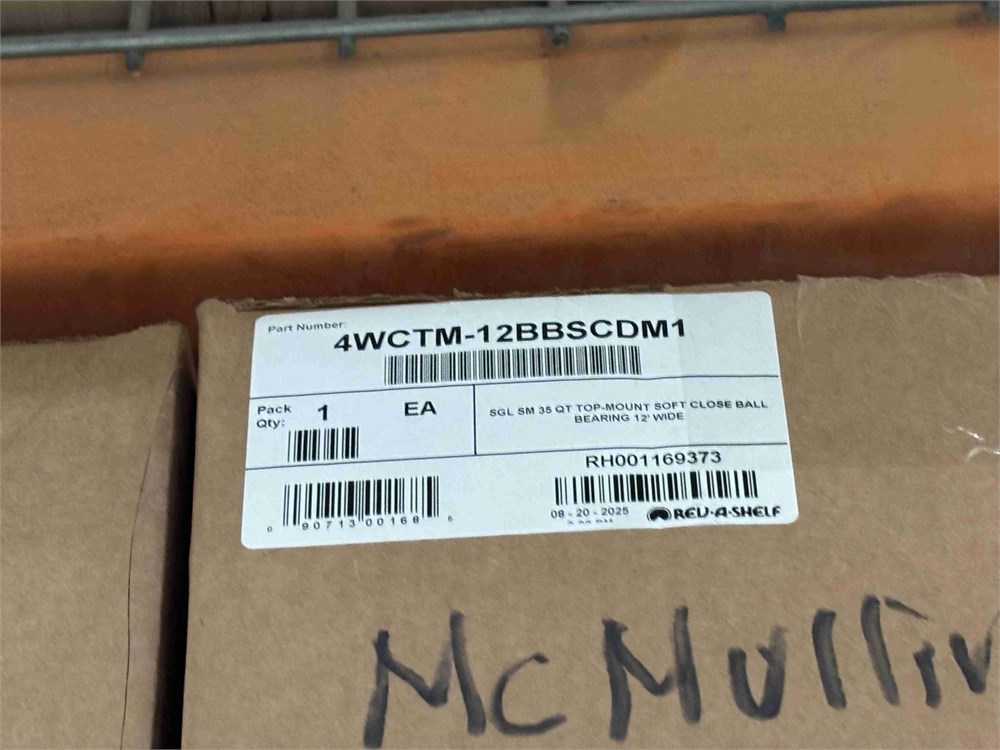 Part Number:
4WCTM-12BBSCDM1
Pack Qty: 1 EA
SGL SM 35 QT TOP-MOUNT SOFT CLOSE BALL
BEARING 12' WIDE
RH001169373
0 90713 00168 6
08-20-2025 REV-A-SHELF
McMullin